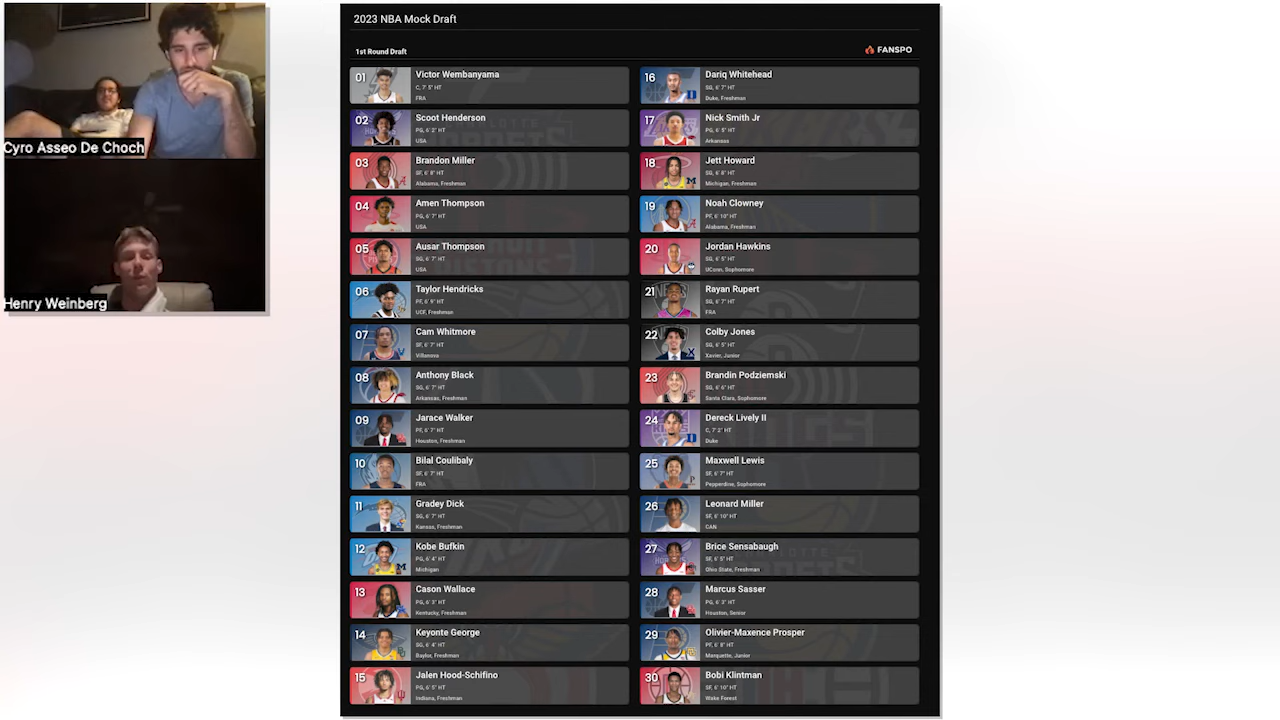 Cyro Asseo De Choch
Henry Weinberg
2023 NBA Mock Draft
1st Round Draft
FANSPO
01
Victor Wembanyama
C, 7' 5" HT
FRA
02
Scoot Henderson
PG, 6' 2" HT
USA
03
Brandon Miller
SF, 6' 8" HT
Alabama, Freshman
04
Amen Thompson
PG, 6' 7" HT
USA
05
Ausar Thompson
SG, 6' 7" HT
USA
06
Taylor Hendricks
PF, 6' 9" HT
UCF, Freshman
07
Cam Whitmore
SF, 6' 7" HT
Villanova
08
Anthony Black
SG, 6' 7" HT
Arkansas, Freshman
09
Jarace Walker
PF, 6' 7" HT
Houston, Freshman
10
Bilal Coulibaly
SF, 6' 7" HT
FRA
11
Gradey Dick
SG, 6' 7" HT
Kansas, Freshman
12
Kobe Bufkin
PG, 6' 4" HT
Michigan
13
Cason Wallace
PG, 6' 3" HT
Kentucky, Freshman
14
Keyonte George
SG, 6' 4" HT
Baylor, Freshman
15
Jalen Hood-Schifino
PG, 6' 5" HT
Indiana, Freshman
16
Dariq Whitehead
SG, 6' 7" HT
Duke, Freshman
17
Nick Smith Jr
PG, 6' 5" HT
Arkansas
18
Jett Howard
SG, 6' 8" HT
Michigan, Freshman
19
Noah Clowney
PF, 6' 10" HT
Alabama, Freshman
20
Jordan Hawkins
SG, 6' 5" HT
UConn, Sophomore
21
Rayan Rupert
SG, 6' 7" HT
FRA
22
Colby Jones
SG, 6' 5" HT
Xavier, Junior
23
Brandin Podziemski
SG, 6' 6" HT
Santa Clara, Sophomore
24
Dereck Lively II
C, 7' 2" HT
Duke
25
Maxwell Lewis
SF, 6' 7" HT
Pepperdine, Sophomore
26
Leonard Miller
SF, 6' 10" HT
CAN
27
Brice Sensabaugh
SF, 6' 5" HT
Ohio State, Freshman
28
Marcus Sasser
PG, 6' 3" HT
Houston, Senior
29
Olivier-Maxence Prosper
PF, 6' 8" HT
Marquette, Junior
30
Bobi Klintman
SF, 6' 10" HT
Wake Forest